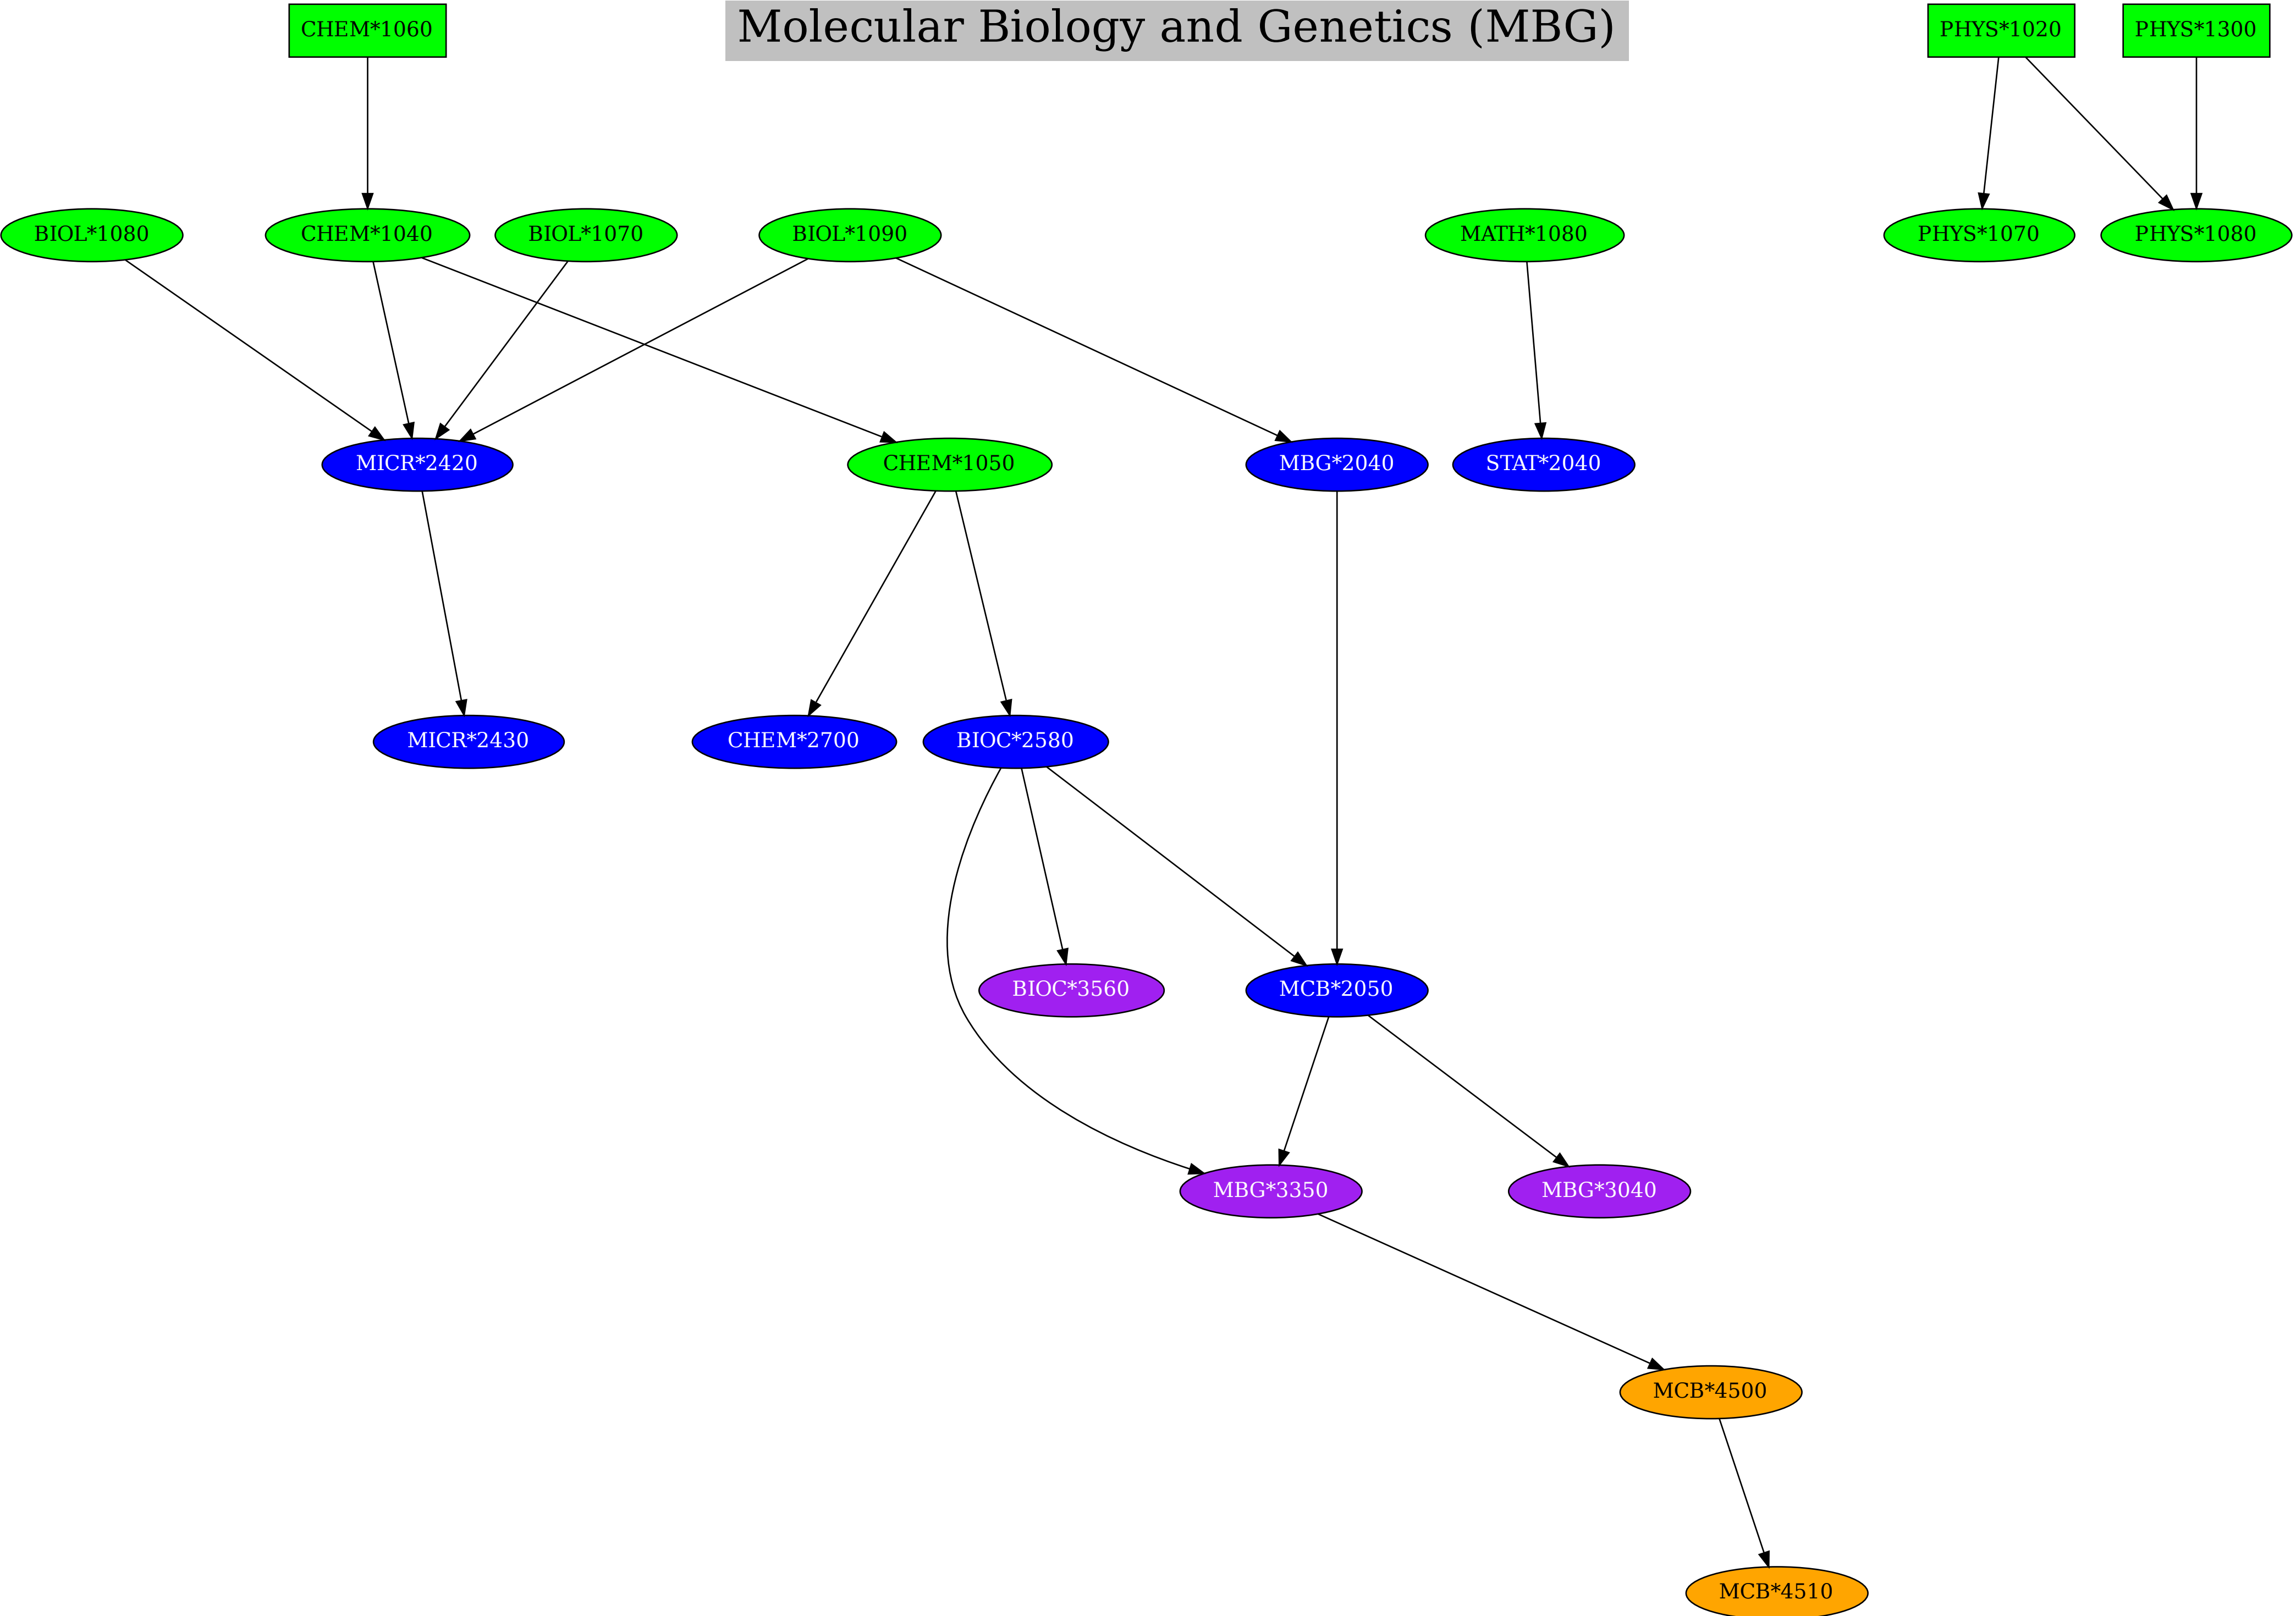 CHEM*1060
Molecular Biology and Genetics (MBG)
PHYS*1020
PHYS*1300
BIOL*1080
CHEM*1040
BIOL*1070
BIOL*1090
MATH*1080
PHYS*1070
PHYS*1080
MICR*2420
CHEM*1050
MBG*2040
STAT*2040
MICR*2430
CHEM*2700
BIOC*2580
BIOC*3560
MCB*2050
MBG*3350
MBG*3040
MCB*4500
MCB*4510